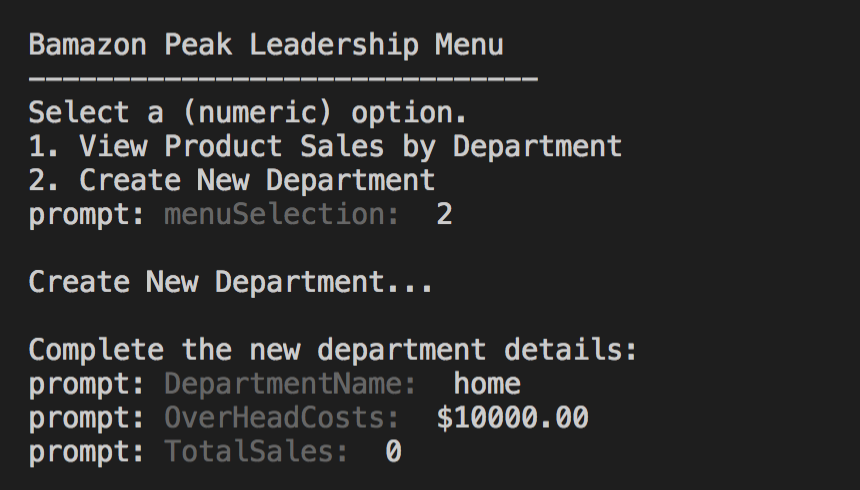 Bamazon Peak Leadership Menu
------------------------------
Select a (numeric) option.
1. View Product Sales by Department
2. Create New Department
prompt: menuSelection:  2
Create New Department...
Complete the new department details:
prompt: DepartmentName:  home
prompt: OverHeadCosts:  $10000.00
prompt: TotalSales:  0